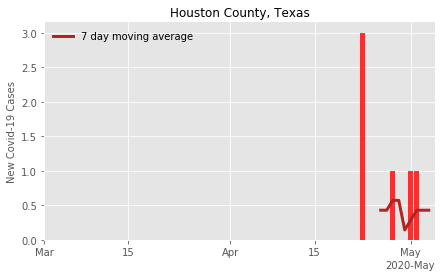 Houston County, Texas
7 day moving average
New Covid-19 Cases
3.0
2.5
2.0
1.5
1.0
0.5
0.0
Mar 15 Apr 15 May
2020-May